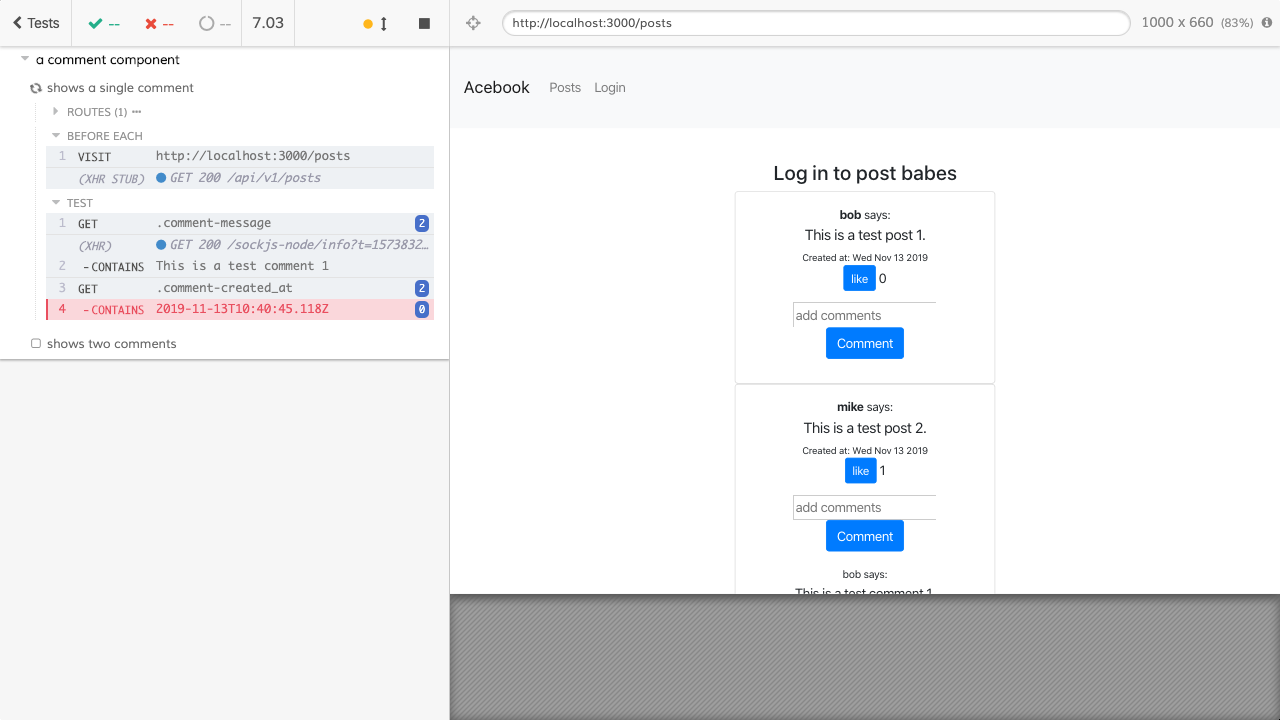 Tests
--
--
--
7.03
http://localhost:3000/posts
1000 x 660 (83%)
a comment component
shows a single comment
ROUTES (1)
BEFORE EACH
1 VISIT http://localhost:3000/posts
(XHR STUB) GET 200 /api/v1/posts
TEST
1 GET .comment-message 2
(XHR) GET 200 /sockjs-node/info?t=1573832…
2 -CONTAINS This is a test comment 1
3 GET .comment-created_at 2
4 -CONTAINS 2019-11-13T10:40:45.118Z 0
shows two comments
Acebook Posts Login
Log in to post babes
bob says:
This is a test post 1.
Created at: Wed Nov 13 2019
like 0
add comments
Comment
mike says:
This is a test post 2.
Created at: Wed Nov 13 2019
like 1
add comments
Comment
bob says:
This is a test comment 1